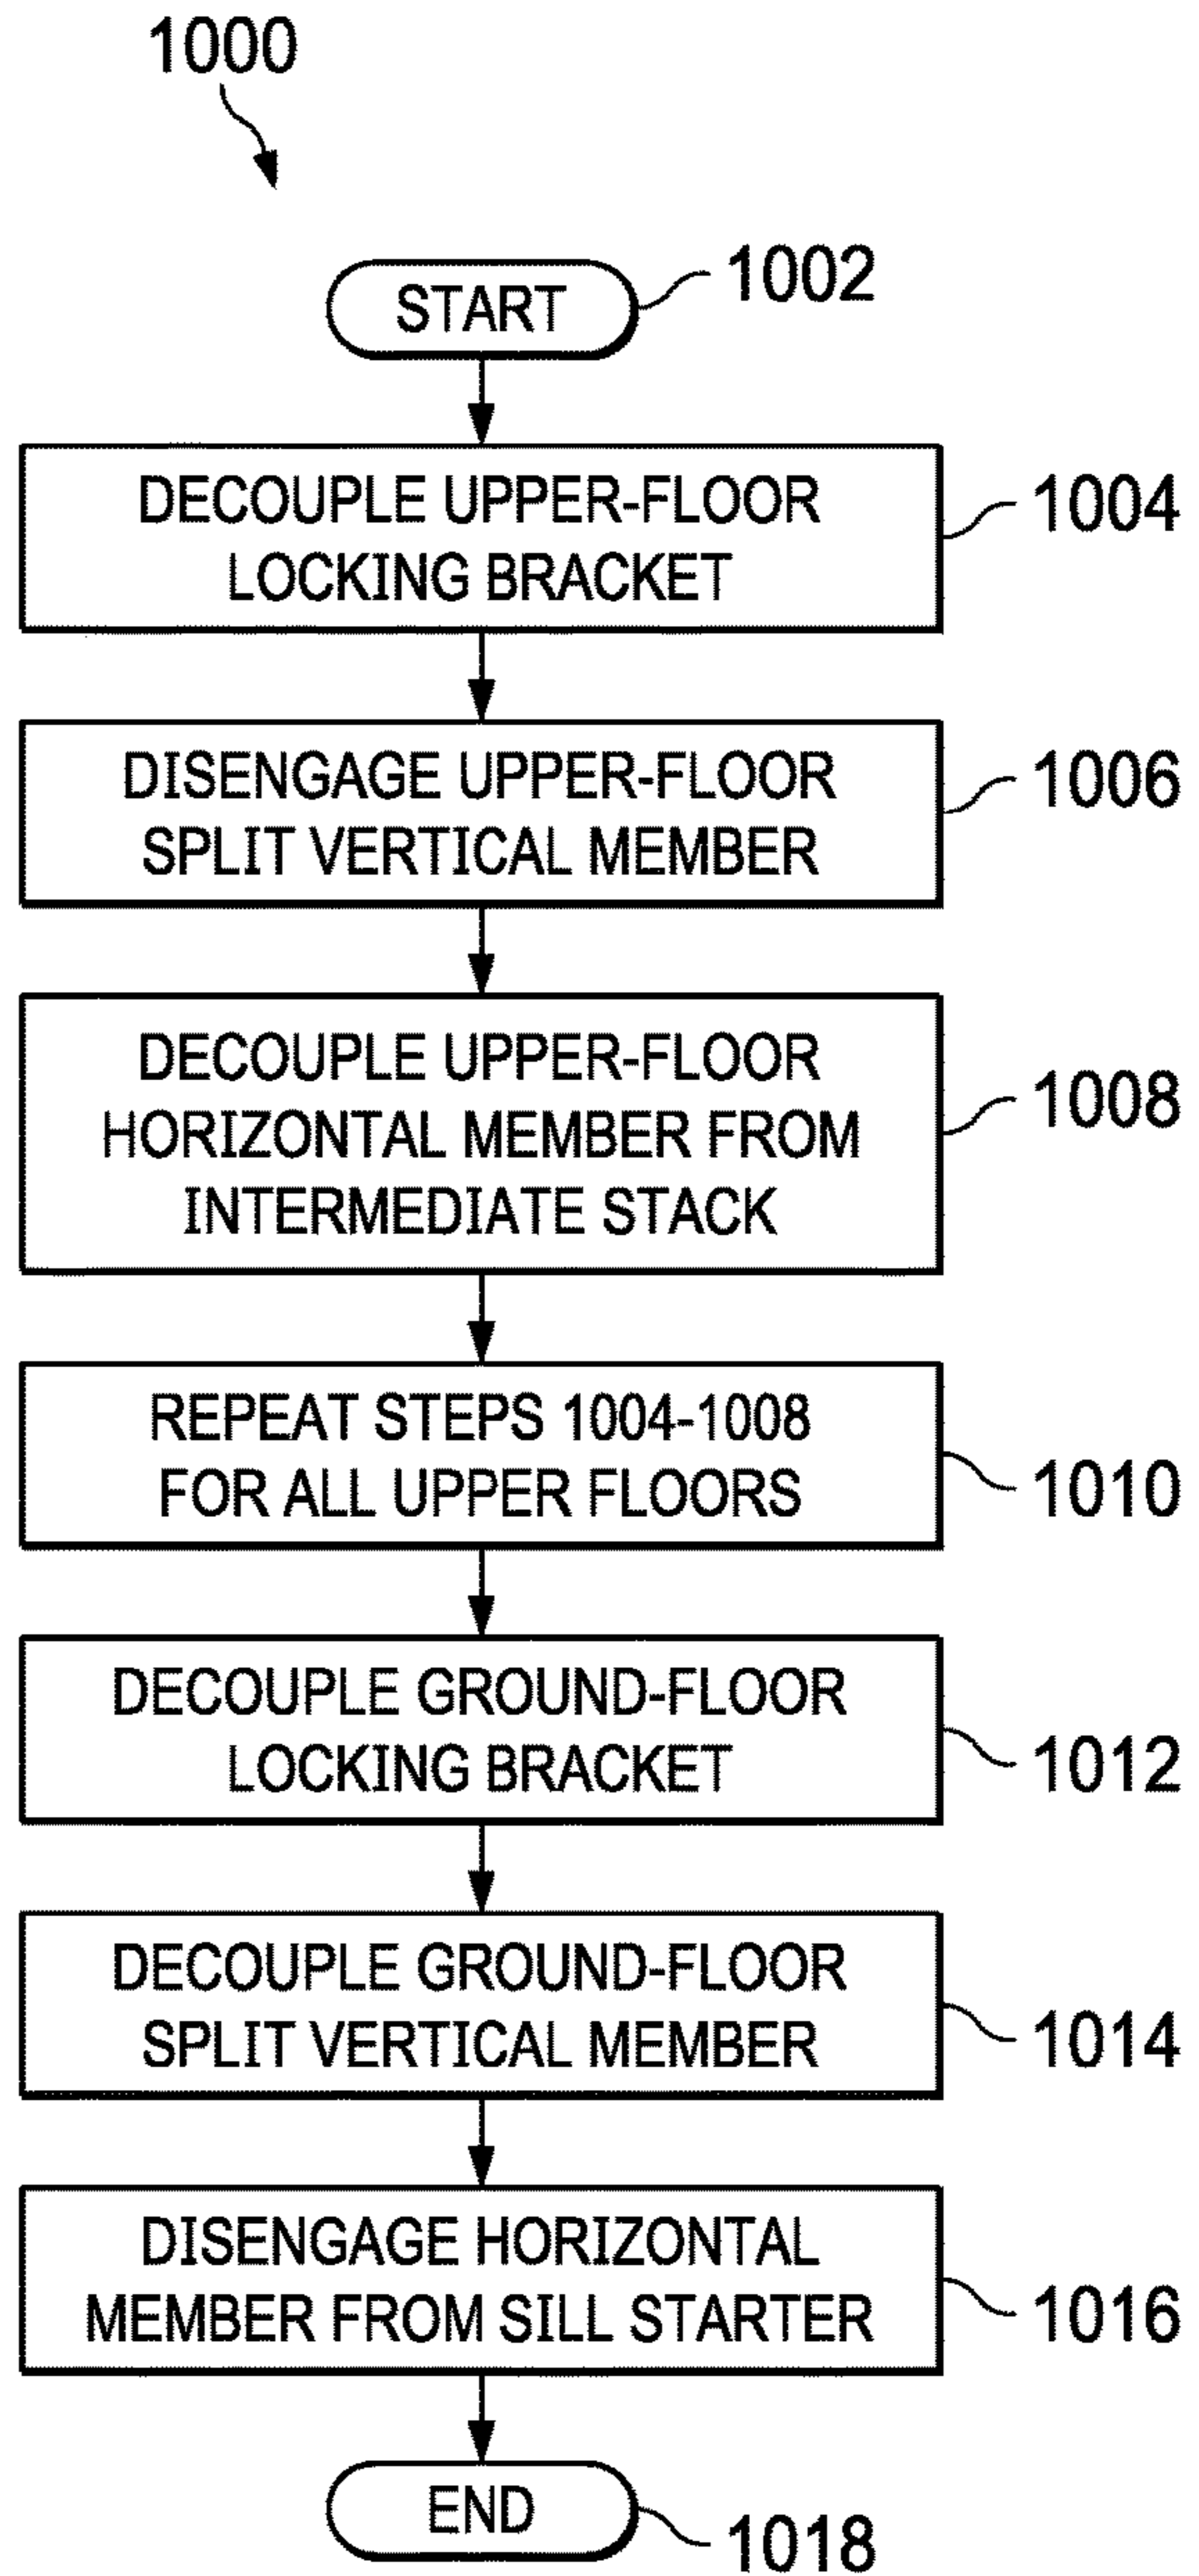 1000
START
1002
DECOUPLE UPPER-FLOOR
LOCKING BRACKET
1004
DISENGAGE UPPER-FLOOR
SPLIT VERTICAL MEMBER
1006
DECOUPLE UPPER-FLOOR
HORIZONTAL MEMBER FROM
INTERMEDIATE STACK
1008
REPEAT STEPS 1004-1008
FOR ALL UPPER FLOORS
1010
DECOUPLE GROUND-FLOOR
LOCKING BRACKET
1012
DECOUPLE GROUND-FLOOR
SPLIT VERTICAL MEMBER
1014
DISENGAGE HORIZONTAL
MEMBER FROM SILL STARTER
1016
END
1018